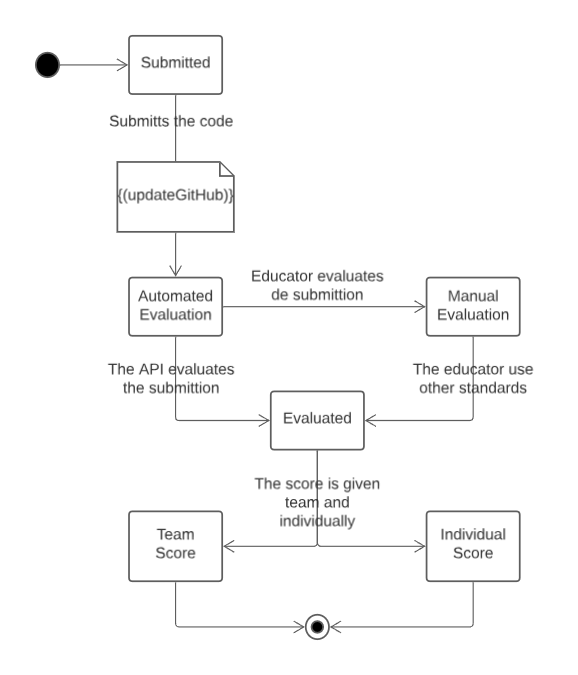 Submitted
Submitts the code
{(updateGitHub)}
Educator evaluates
de submittion
Automated
Evaluation
Manual
Evaluation
The API evaluates
the submittion
The educator use
other standards
Evaluated
The score is given
team and
individually
Team
Score
Individual
Score